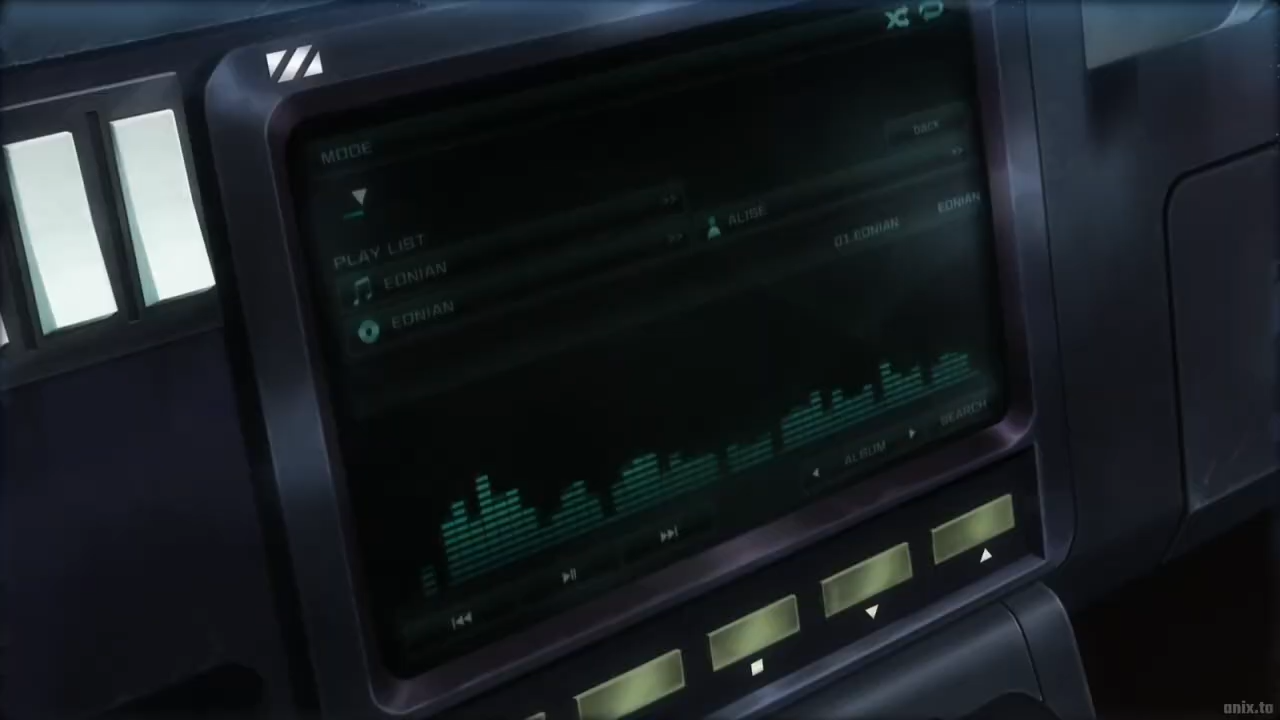 MODE
back
PLAY LIST
EONIAN
EONIAN
ALISE
01.EONIAN
EONIAN
ALBUM
SEARCH
anix.to